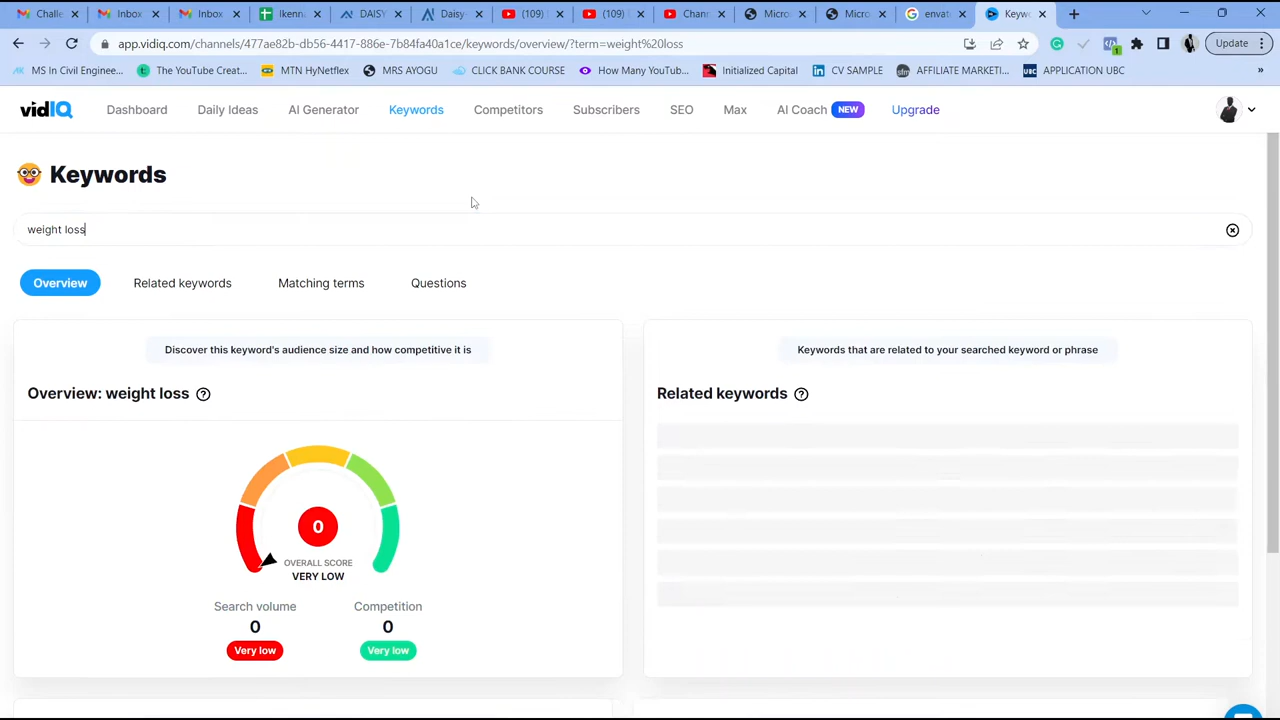 Challe
Inbox
Inbox
Ikenna
DAISY
Daisy-
(109)
(109)
Chann
Micro
Micro
envate
Keywo
app.vidiq.com/channels/477ae82b-db56-4417-886e-7b84fa40a1ce/keywords/overview/?term=weight%20loss
Update
MS In Civil Enginee...
The YouTube Creat...
MTN HyNetflex
MRS AYOGU
CLICK BANK COURSE
How Many YouTub...
Initialized Capital
CV SAMPLE
AFFILIATE MARKETI...
APPLICATION UBC
»
vidIQ
Dashboard
Daily Ideas
AI Generator
Keywords
Competitors
Subscribers
SEO
Max
AI Coach NEW
Upgrade
Keywords
weight loss
Overview
Related keywords
Matching terms
Questions
Discover this keyword's audience size and how competitive it is
Overview: weight loss
0
OVERALL SCORE
VERY LOW
Search volume
0
Very low
Competition
0
Very low
Keywords that are related to your searched keyword or phrase
Related keywords